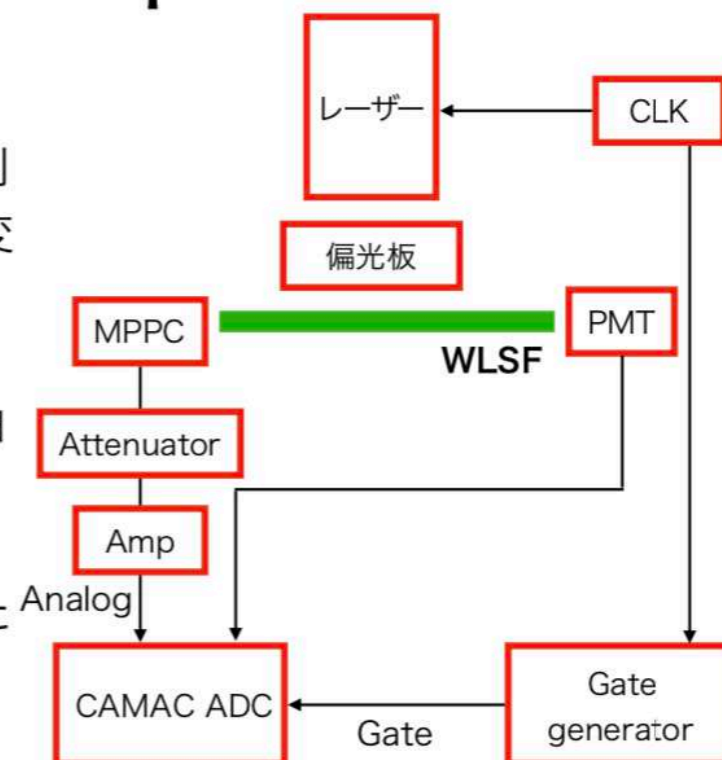 レーザー
CLK
偏光板
MPPC
PMT
WLSF
Attenuator
Amp
Analog
CAMAC ADC
Gate
Gate
generator